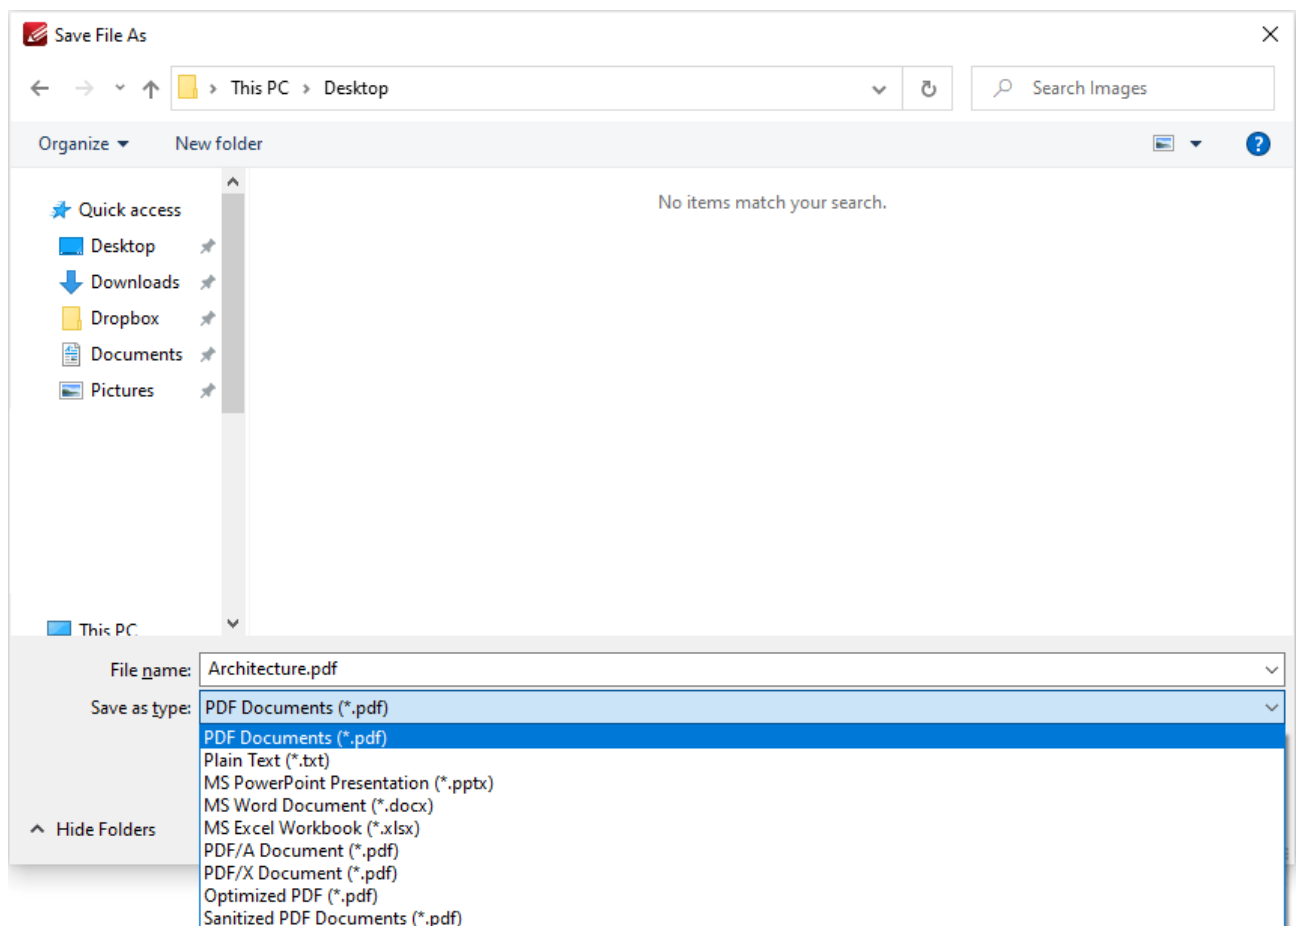 Save File As
This PC > Desktop
Search Images
Organize
New folder
?
No items match your search.
Quick access
Desktop
Downloads
Dropbox
Documents
Pictures
This PC
File name: Architecture.pdf
Save as type: PDF Documents (*.pdf)
PDF Documents (*.pdf)
Plain Text (*.txt)
MS PowerPoint Presentation (*.pptx)
MS Word Document (*.docx)
MS Excel Workbook (*.xlsx)
PDF/A Document (*.pdf)
PDF/X Document (*.pdf)
Optimized PDF (*.pdf)
Sanitized PDF Documents (*.pdf)
Hide Folders